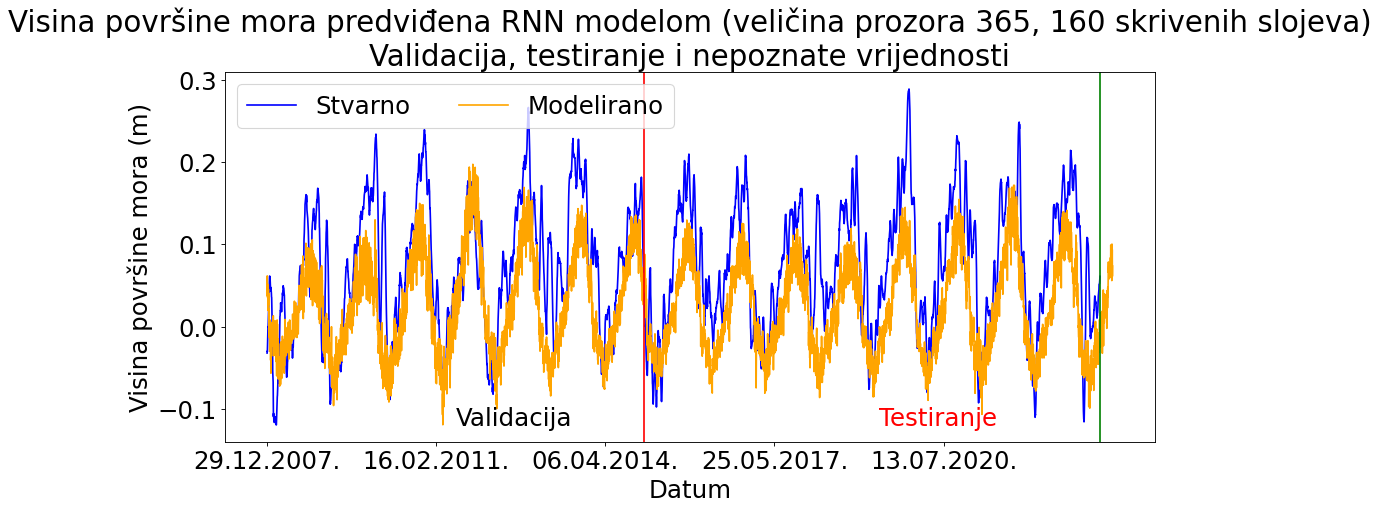 Visina površine mora predviđena RNN modelom (veličina prozora 365, 160 skrivenih slojeva)
Validacija, testiranje i nepoznate vrijednosti
Stvarno Modelirano
Visina površine mora (m)
0.3
0.2
0.1
0.0
−0.1
Validacija
Testiranje
29.12.2007. 16.02.2011. 06.04.2014. 25.05.2017. 13.07.2020.
Datum